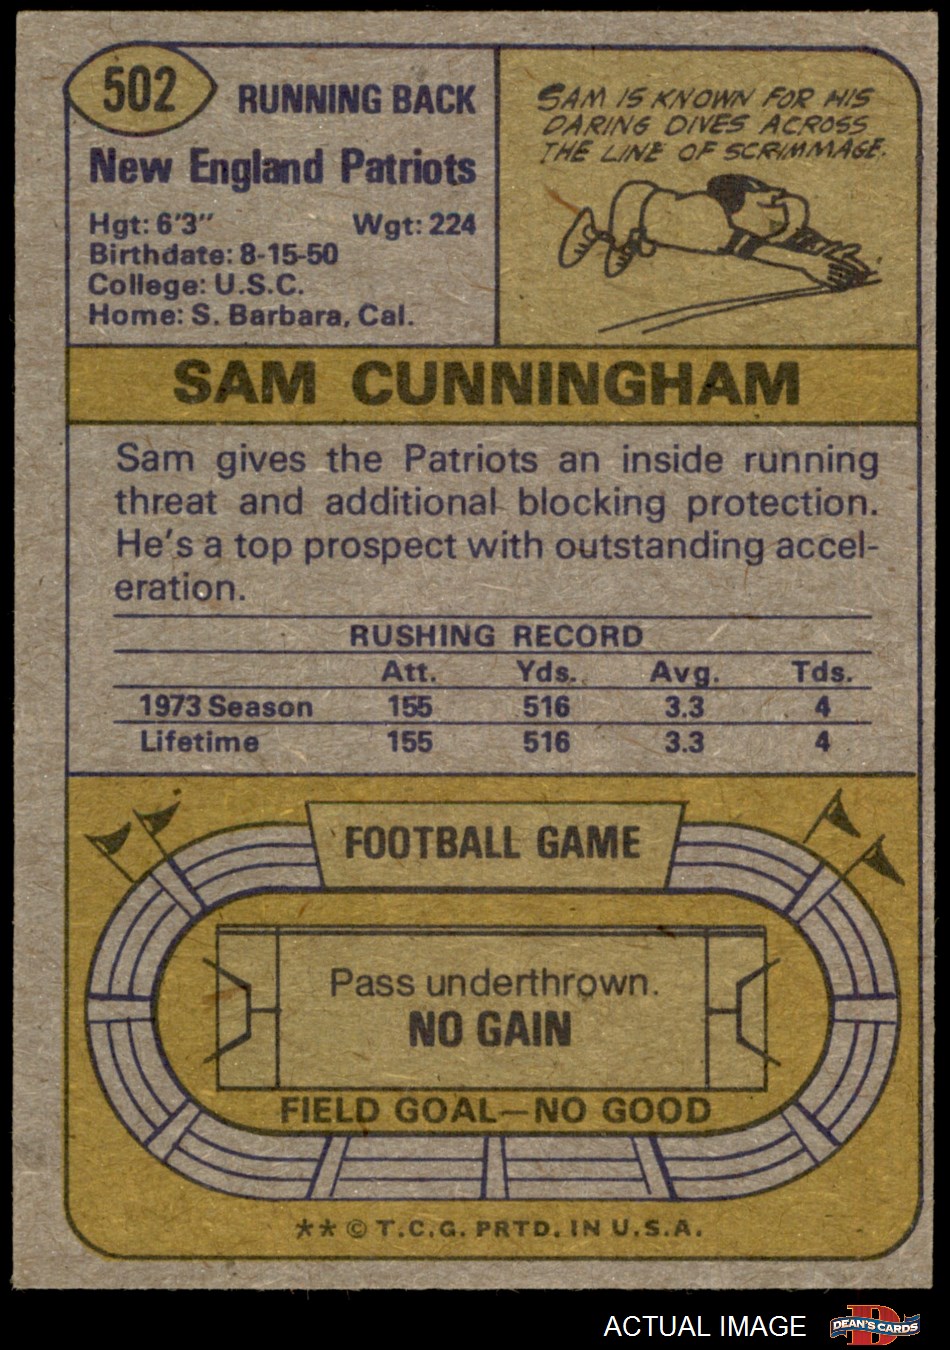 502
RUNNING BACK
New England Patriots
Hgt: 6'3" Wgt: 224
Birthdate: 8-15-50
College: U.S.C.
Home: S. Barbara, Cal.
SAM IS KNOWN FOR HIS
DARING DIVES ACROSS
THE LINE OF SCRIMMAGE.
SAM CUNNINGHAM
Sam gives the Patriots an inside running
threat and additional blocking protection.
He's a top prospect with outstanding accel-
eration.
RUSHING RECORD
Att. Yds. Avg. Tds.
1973 Season 155 516 3.3 4
Lifetime 155 516 3.3 4
FOOTBALL GAME
Pass underthrown.
NO GAIN
FIELD GOAL—NO GOOD
** © T.C.G. PRTD. IN U.S.A.
ACTUAL IMAGE
D
DEAN'S CARDS